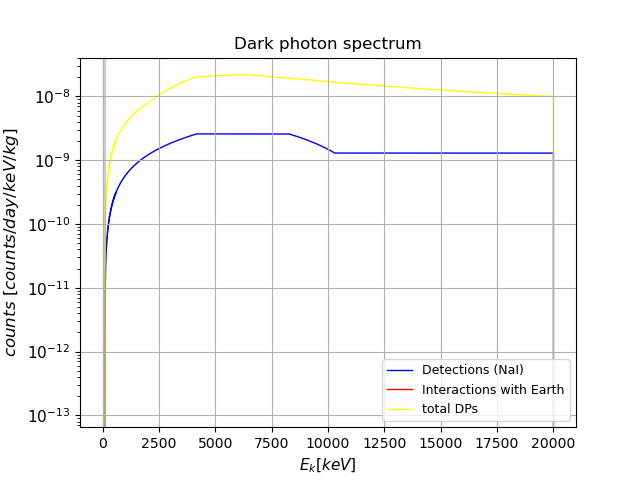 Dark photon spectrum
counts [counts/day/keV/kg]
10⁻⁸
10⁻⁹
10⁻¹⁰
10⁻¹¹
10⁻¹²
10⁻¹³
Detections (NaI)
Interactions with Earth
total DPs
0 2500 5000 7500 10000 12500 15000 17500 20000
Eₖ[keV]